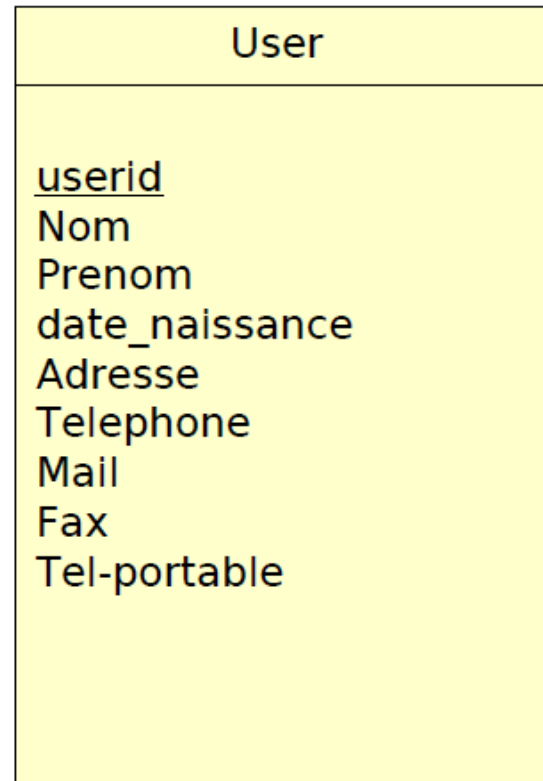 User
userid
Nom
Prenom
date_naissance
Adresse
Telephone
Mail
Fax
Tel-portable